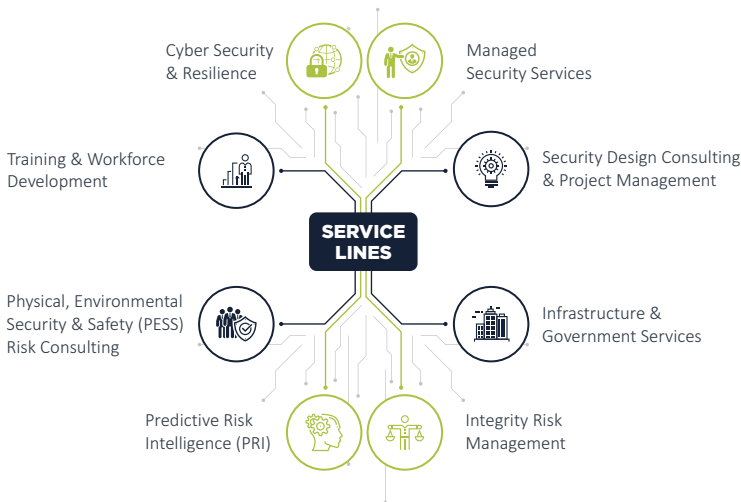 Cyber Security
& Resilience
Managed
Security Services
Training & Workforce
Development
Security Design Consulting
& Project Management
SERVICE
LINES
Physical, Environmental
Security & Safety (PESS)
Risk Consulting
Infrastructure &
Government Services
Predictive Risk
Intelligence (PRI)
Integrity Risk
Management